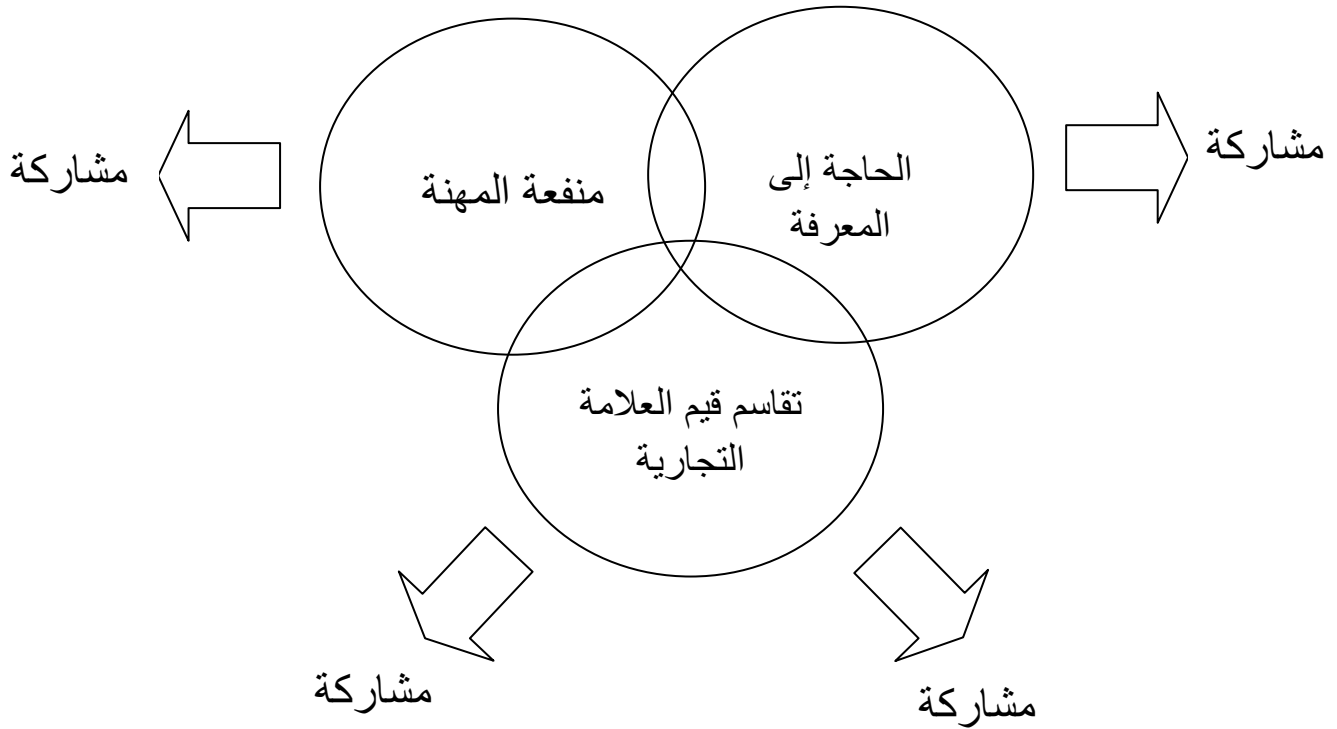 مشاركة
الحاجة إلى
المعرفة
منفعة المهنة
مشاركة
تقاسم قيم العلامة
التجارية
مشاركة
مشاركة